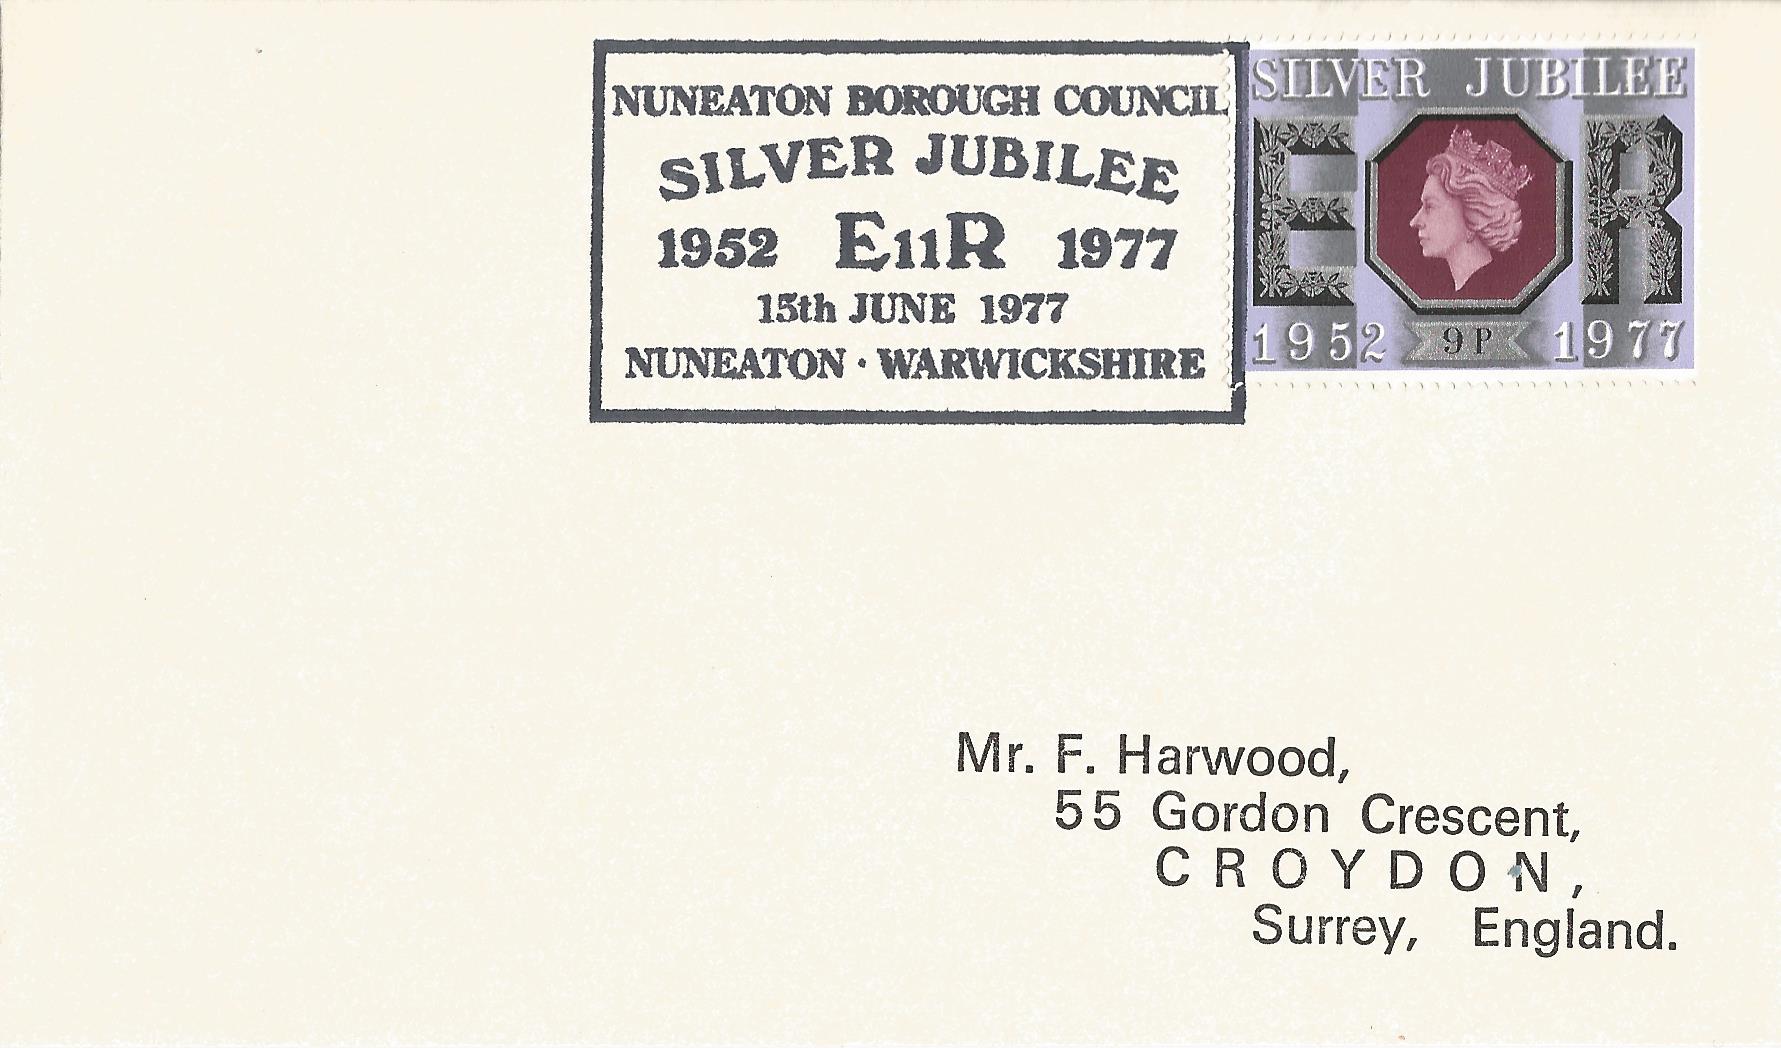 NUNEATON BOROUGH COUNCIL
SILVER JUBILEE
1952 E11R 1977
15th JUNE 1977
NUNEATON · WARWICKSHIRE
SILVER JUBILEE
E R
1952 9P 1977
Mr. F. Harwood,
55 Gordon Crescent,
CROYDON,
Surrey, England.